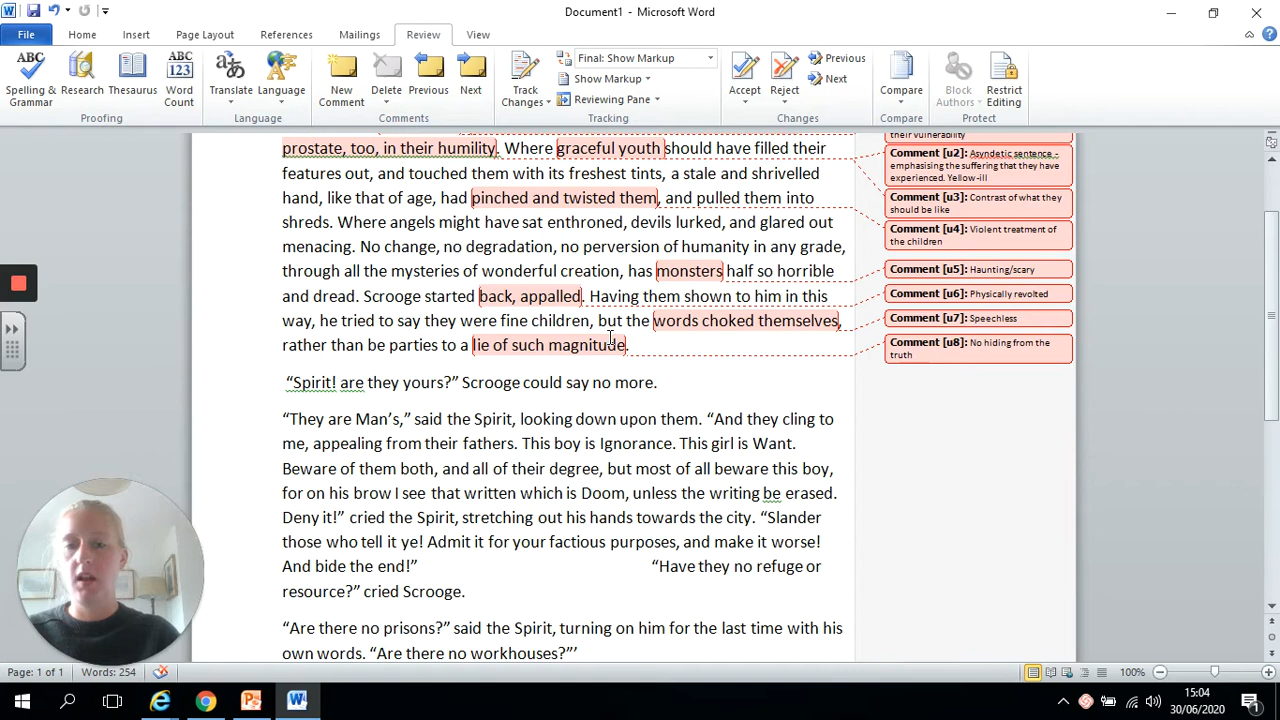 Document1 - Microsoft Word
File Home Insert Page Layout References Mailings Review View
ABC
Spelling & Grammar
Research
Thesaurus
ABC 123
Word Count
Translate
Language
New Comment
Delete
Previous
Next
Track Changes
Final: Show Markup
Show Markup
Reviewing Pane
Accept
Reject
Previous
Next
Compare
Block Authors
Restrict Editing
Proofing Language Comments Tracking Changes Compare Protect
prostate, too, in their humility. Where graceful youth should have filled their
features out, and touched them with its freshest tints, a stale and shrivelled
hand, like that of age, had pinched and twisted them, and pulled them into
shreds. Where angels might have sat enthroned, devils lurked, and glared out
menacing. No change, no degradation, no perversion of humanity in any grade,
through all the mysteries of wonderful creation, has monsters half so horrible
and dread. Scrooge started back, appalled. Having them shown to him in this
way, he tried to say they were fine children, but the words choked themselves,
rather than be parties to a lie of such magnitude.
“Spirit! are they yours?” Scrooge could say no more.
“They are Man’s,” said the Spirit, looking down upon them. “And they cling to
me, appealing from their fathers. This boy is Ignorance. This girl is Want.
Beware of them both, and all of their degree, but most of all beware this boy,
for on his brow I see that written which is Doom, unless the writing be erased.
Deny it!” cried the Spirit, stretching out his hands towards the city. “Slander
those who tell it ye! Admit it for your factious purposes, and make it worse!
And bide the end!” “Have they no refuge or
resource?” cried Scrooge.
“Are there no prisons?” said the Spirit, turning on him for the last time with his
own words. “Are there no workhouses?”’
their vulnerability
Comment [u2]: Asyndetic sentence -
emphasising the suffering that they have
experienced. Yellow-ill
Comment [u3]: Contrast of what they
should be like
Comment [u4]: Violent treatment of
the children
Comment [u5]: Haunting/scary
Comment [u6]: Physically revolted
Comment [u7]: Speechless
Comment [u8]: No hiding from the
truth
Page: 1 of 1 Words: 254 100%
15:04
30/06/2020